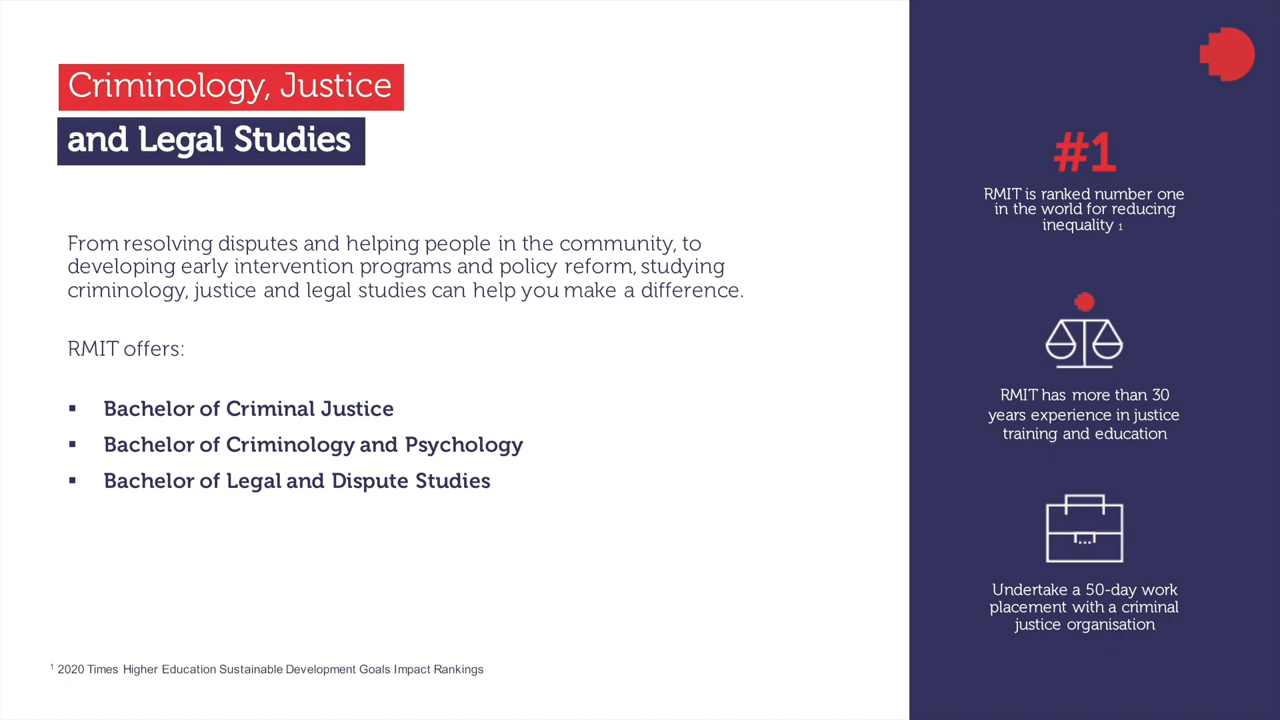 Criminology, Justice
and Legal Studies
From resolving disputes and helping people in the community, to
developing early intervention programs and policy reform, studying
criminology, justice and legal studies can help you make a difference.
RMIT offers:
▪ Bachelor of Criminal Justice
▪ Bachelor of Criminology and Psychology
▪ Bachelor of Legal and Dispute Studies
1 2020 Times Higher Education Sustainable Development Goals Impact Rankings
#1
RMIT is ranked number one
in the world for reducing
inequality 1
RMIT has more than 30
years experience in justice
training and education
Undertake a 50-day work
placement with a criminal
justice organisation